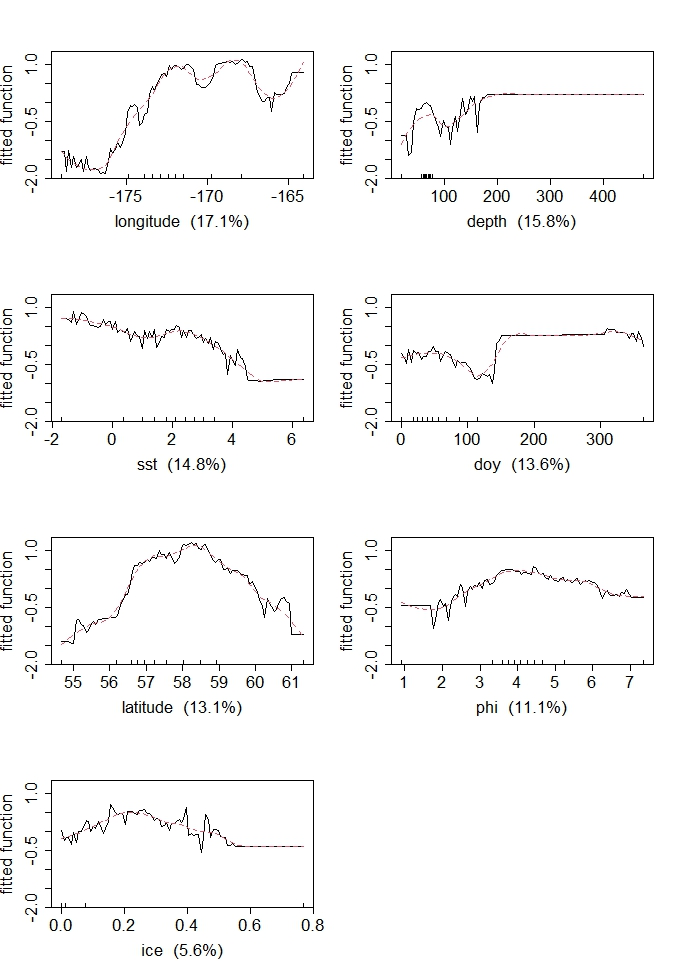 fitted function
1.0
-0.5
-2.0
-175 -170 -165
longitude (17.1%)
fitted function
1.0
-0.5
-2.0
100 200 300 400
depth (15.8%)
fitted function
1.0
-0.5
-2.0
-2 0 2 4 6
sst (14.8%)
fitted function
1.0
-0.5
-2.0
0 100 200 300
doy (13.6%)
fitted function
1.0
-0.5
-2.0
55 56 57 58 59 60 61
latitude (13.1%)
fitted function
1.0
-0.5
-2.0
1 2 3 4 5 6 7
phi (11.1%)
fitted function
1.0
-0.5
-2.0
0.0 0.2 0.4 0.6 0.8
ice (5.6%)